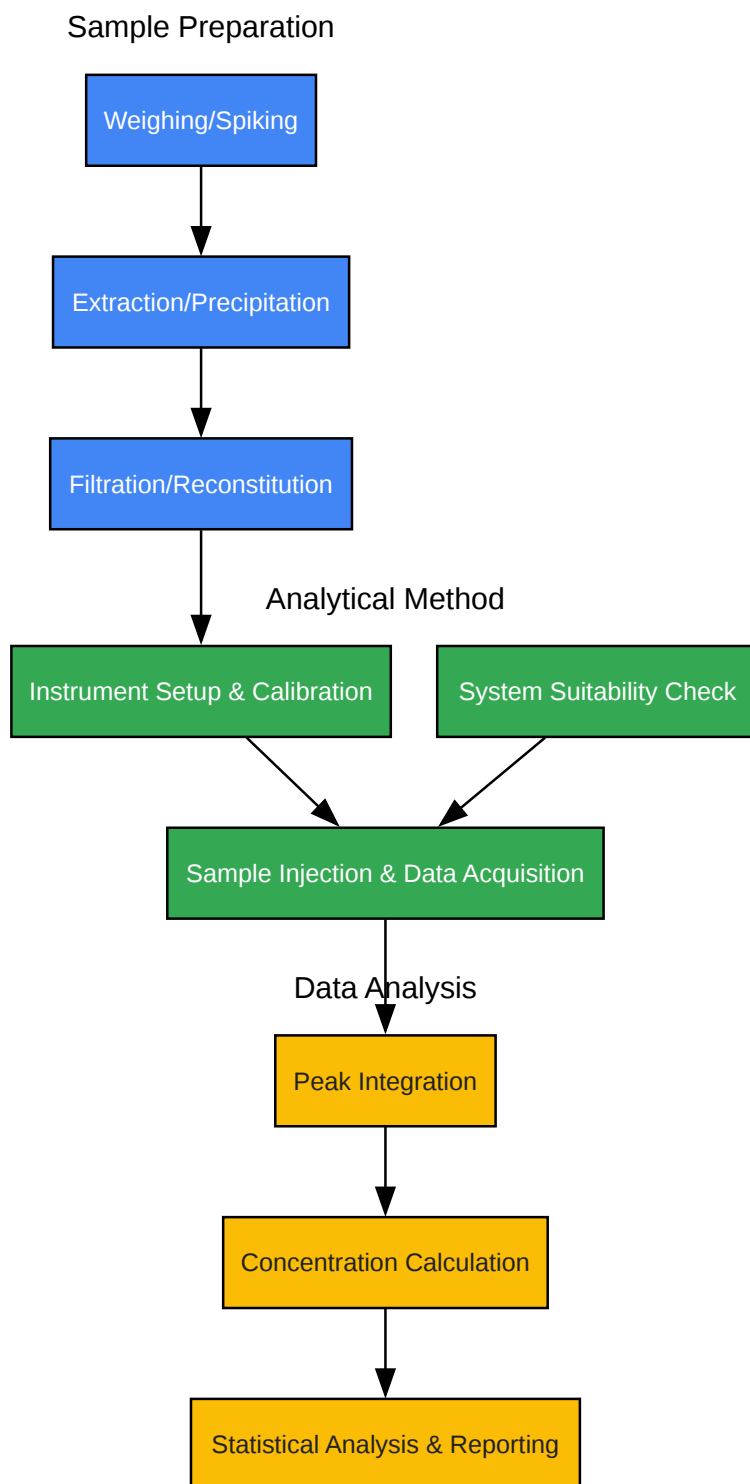 Sample Preparation
Weighing/Spiking
Extraction/Precipitation
Filtration/Reconstitution
Analytical Method
Instrument Setup & Calibration
System Suitability Check
Sample Injection & Data Acquisition
Data Analysis
Peak Integration
Concentration Calculation
Statistical Analysis & Reporting